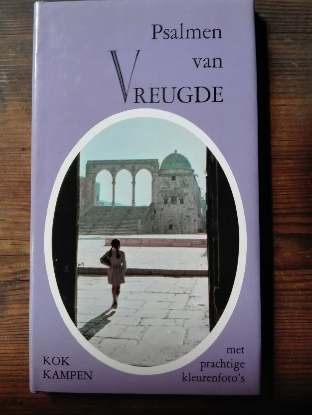 Psalmen
van
VREUGDE
KOK
KAMPEN
met
prachtige
kleurenfoto's